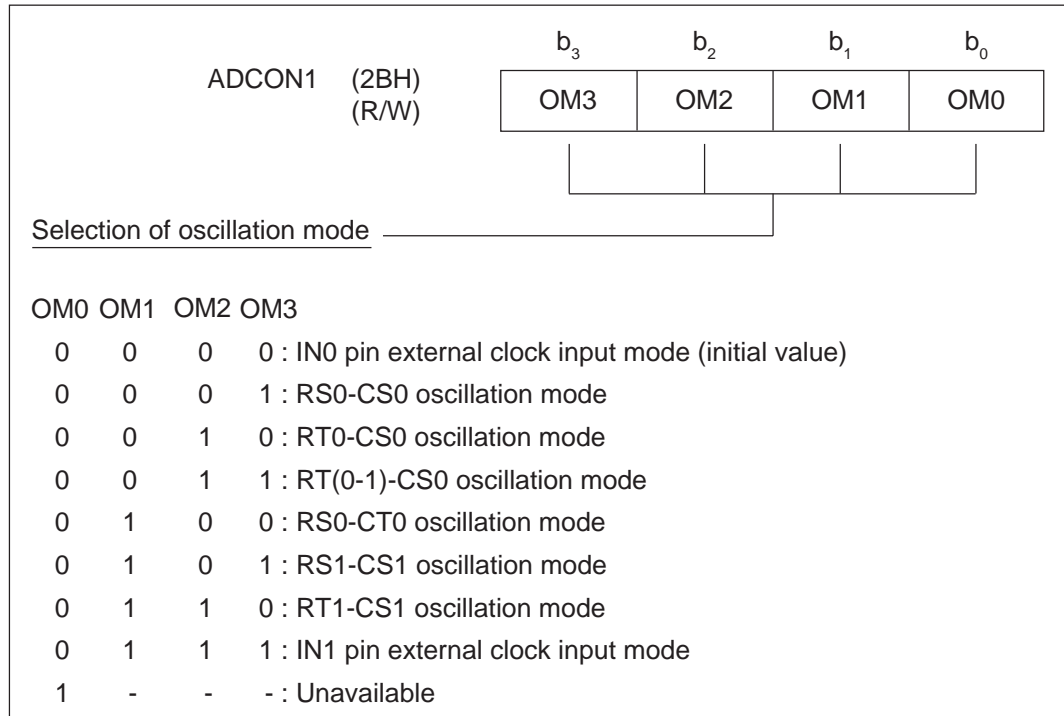 b3 b2 b1 b0
ADCON1 (2BH)
(R/W)
OM3 OM2 OM1 OM0
Selection of oscillation mode
OM0 OM1 OM2 OM3
0 0 0 0 : IN0 pin external clock input mode (initial value)
0 0 0 1 : RS0-CS0 oscillation mode
0 0 1 0 : RT0-CS0 oscillation mode
0 0 1 1 : RT(0-1)-CS0 oscillation mode
0 1 0 0 : RS0-CT0 oscillation mode
0 1 0 1 : RS1-CS1 oscillation mode
0 1 1 0 : RT1-CS1 oscillation mode
0 1 1 1 : IN1 pin external clock input mode
1 - - - : Unavailable